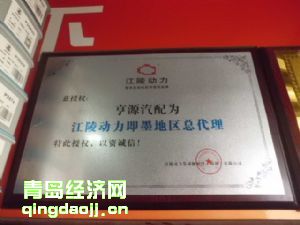 江陵动力
兹授权：
亨源汽配为
江陵动力即墨地区总代理
特此授权，以资诚信！
青岛经济网
qingdaojj.cn